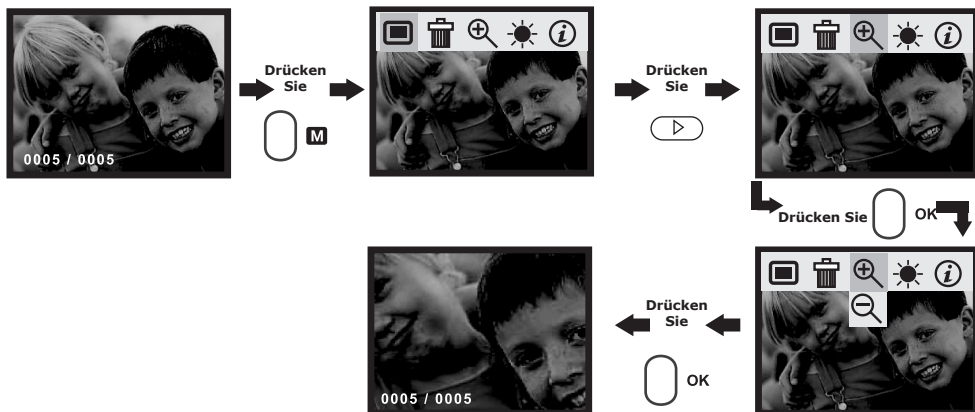 0005 / 0005
Drücken
Sie
M
Drücken
Sie
Drücken Sie
OK
Drücken
Sie
OK
0005 / 0005